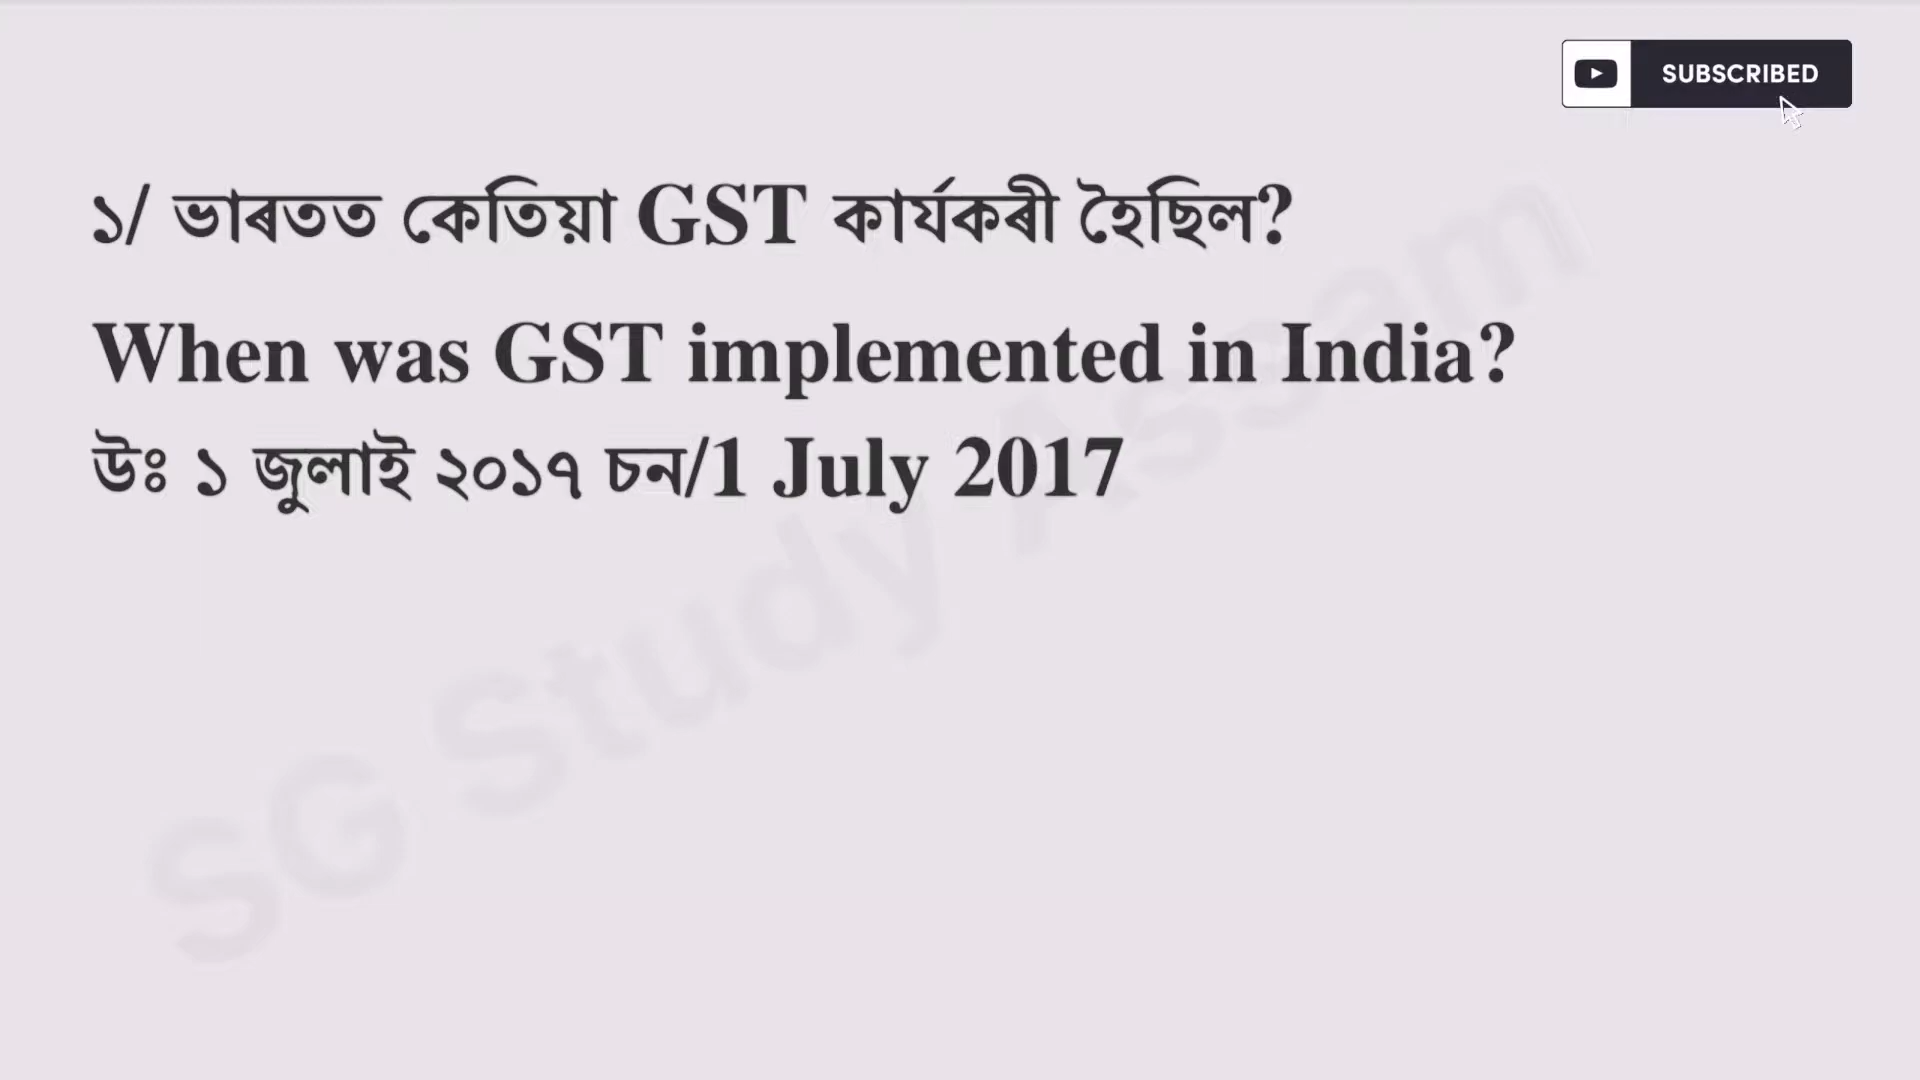 SUBSCRIBED
১/ ভাৰতত কেতিয়া GST কাৰ্যকৰী হৈছিল?
When was GST implemented in India?
উঃ ১ জুলাই ২০১৭ চন/1 July 2017
SG Study Assam